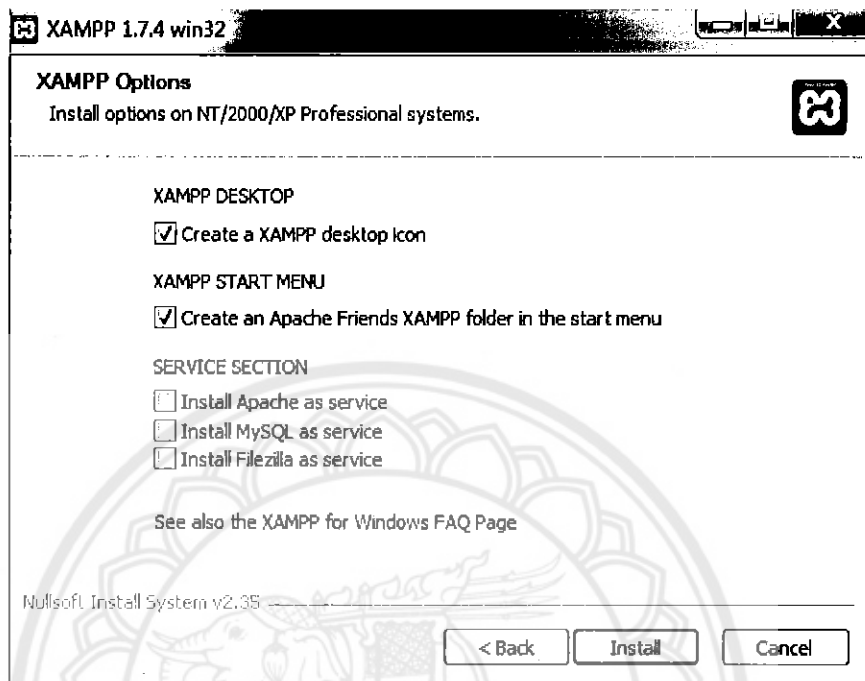 XAMPP 1.7.4 win32
XAMPP Options
Install options on NT/2000/XP Professional systems.
XAMPP DESKTOP
Create a XAMPP desktop icon
XAMPP START MENU
Create an Apache Friends XAMPP folder in the start menu
SERVICE SECTION
Install Apache as service
Install MySQL as service
Install Filezilla as service
See also the XAMPP for Windows FAQ Page
Nullsoft Install System v2.35
< Back
Install
Cancel